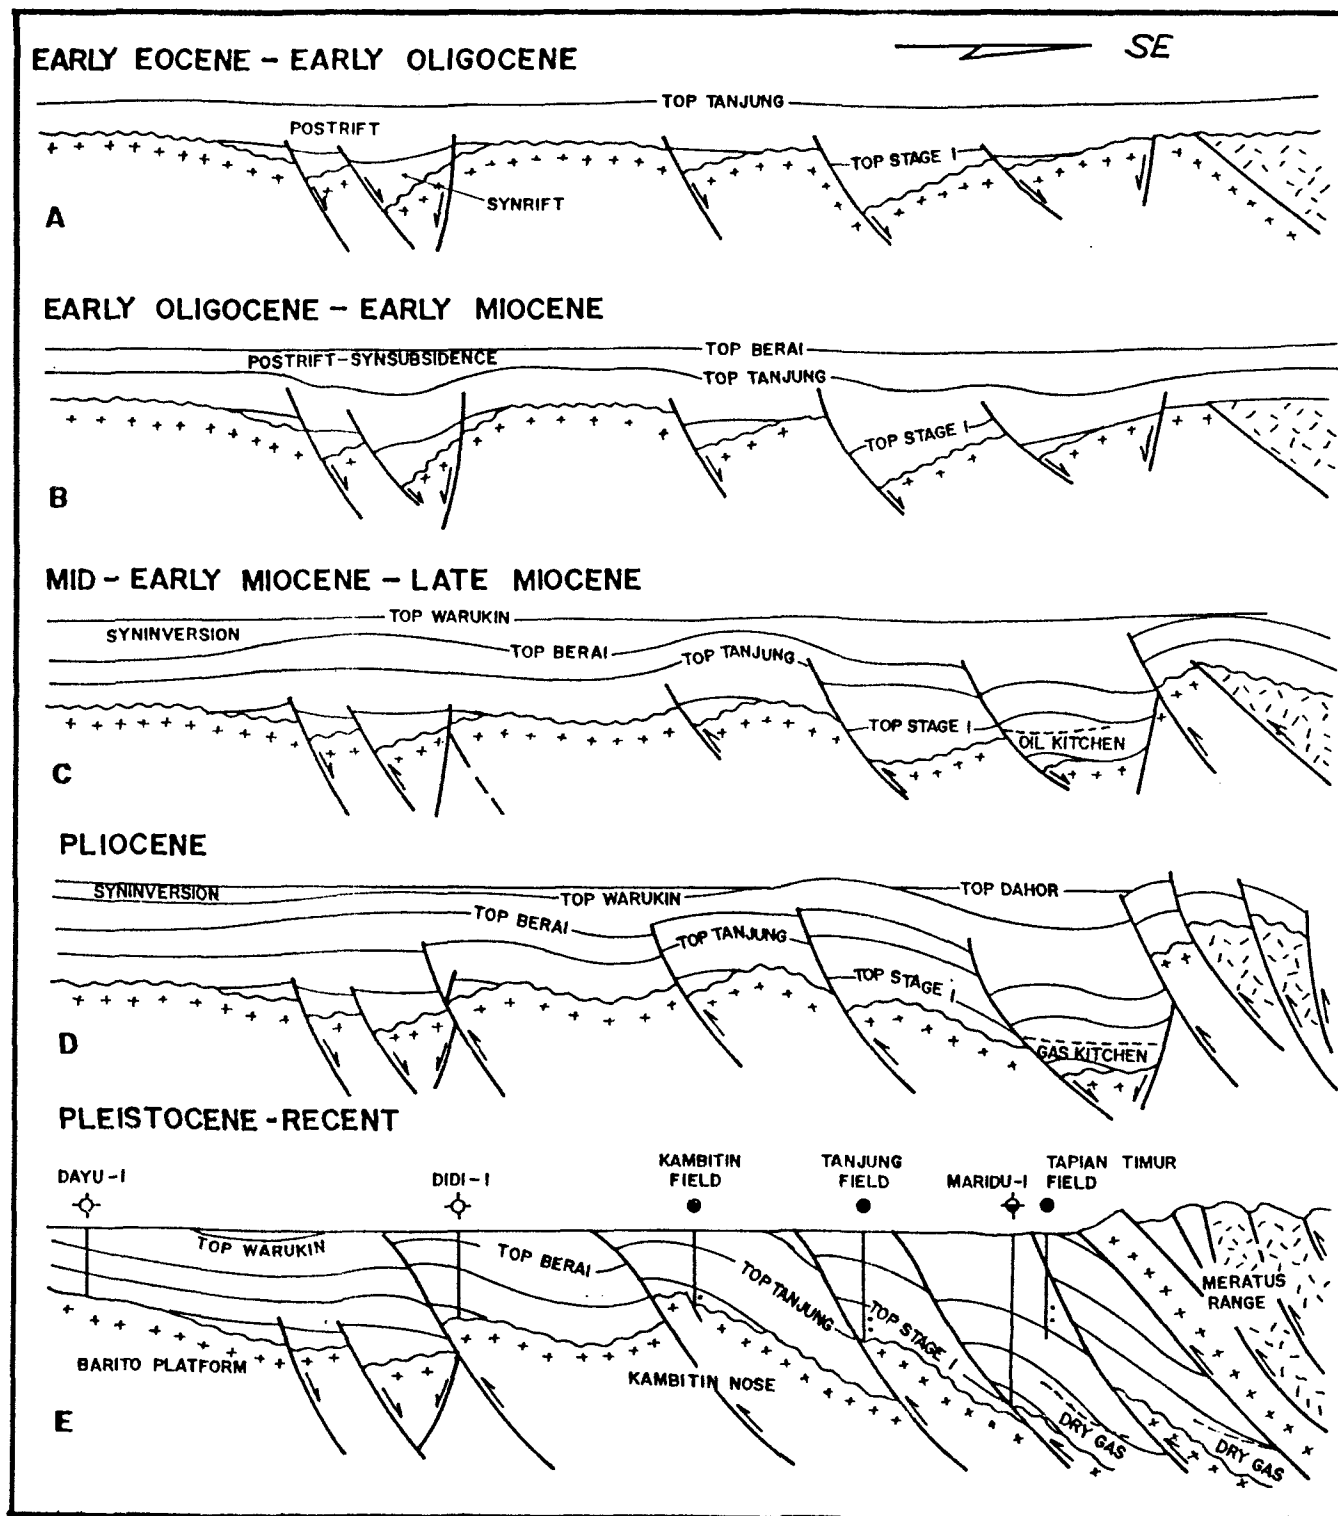 EARLY EOCENE - EARLY OLIGOCENE
SE
TOP TANJUNG
POSTRIFT
TOP STAGE I
SYNRIFT
A
EARLY OLIGOCENE - EARLY MIOCENE
TOP BERAI
POSTRIFT-SYNSUBSIDENCE
TOP TANJUNG
TOP STAGE I
B
MID - EARLY MIOCENE - LATE MIOCENE
TOP WARUKIN
SYNINVERSION
TOP BERAI
TOP TANJUNG
TOP STAGE I
OIL KITCHEN
C
PLIOCENE
SYNINVERSION
TOP WARUKIN
TOP DAHOR
TOP BERAI
TOP TANJUNG
TOP STAGE I
D
GAS KITCHEN
PLEISTOCENE - RECENT
DAYU-I
DIDI-I
KAMBITIN
FIELD
TANJUNG
FIELD
MARIDU-I
TAPIAN TIMUR
FIELD
TOP WARUKIN
TOP BERAI
TOP TANJUNG
TOP STAGE I
MERATUS
RANGE
BARITO PLATFORM
KAMBITIN NOSE
E
DRY GAS
DRY GAS